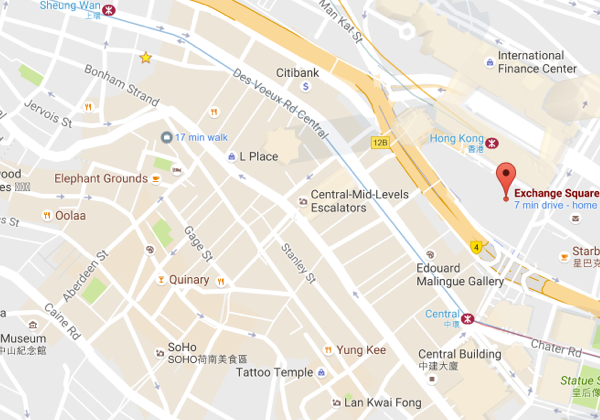 Sheung Wan
上環
Man Kat St
International
Finance Center
Citibank
$
Des Voeux Rd Central
Bonham Strand
Jervois St
17 min walk
12B
Hong Kong
香港
L Place
Elephant Grounds
Exchange Square
7 min drive - home
Central-Mid-Levels
Escalators
Oolaa
Gage St
Stanley St
4
Starb
星巴克
Edouard
Malingue Gallery
Aberdeen St
Quinary
Caine Rd
Central
中環
Museum
中山紀念館
SoHo
SOHO荷南美食區
Yung Kee
Central Building
中建大廈
Chater Rd
Tattoo Temple
Statue S
皇后像
Lan Kwai Fong